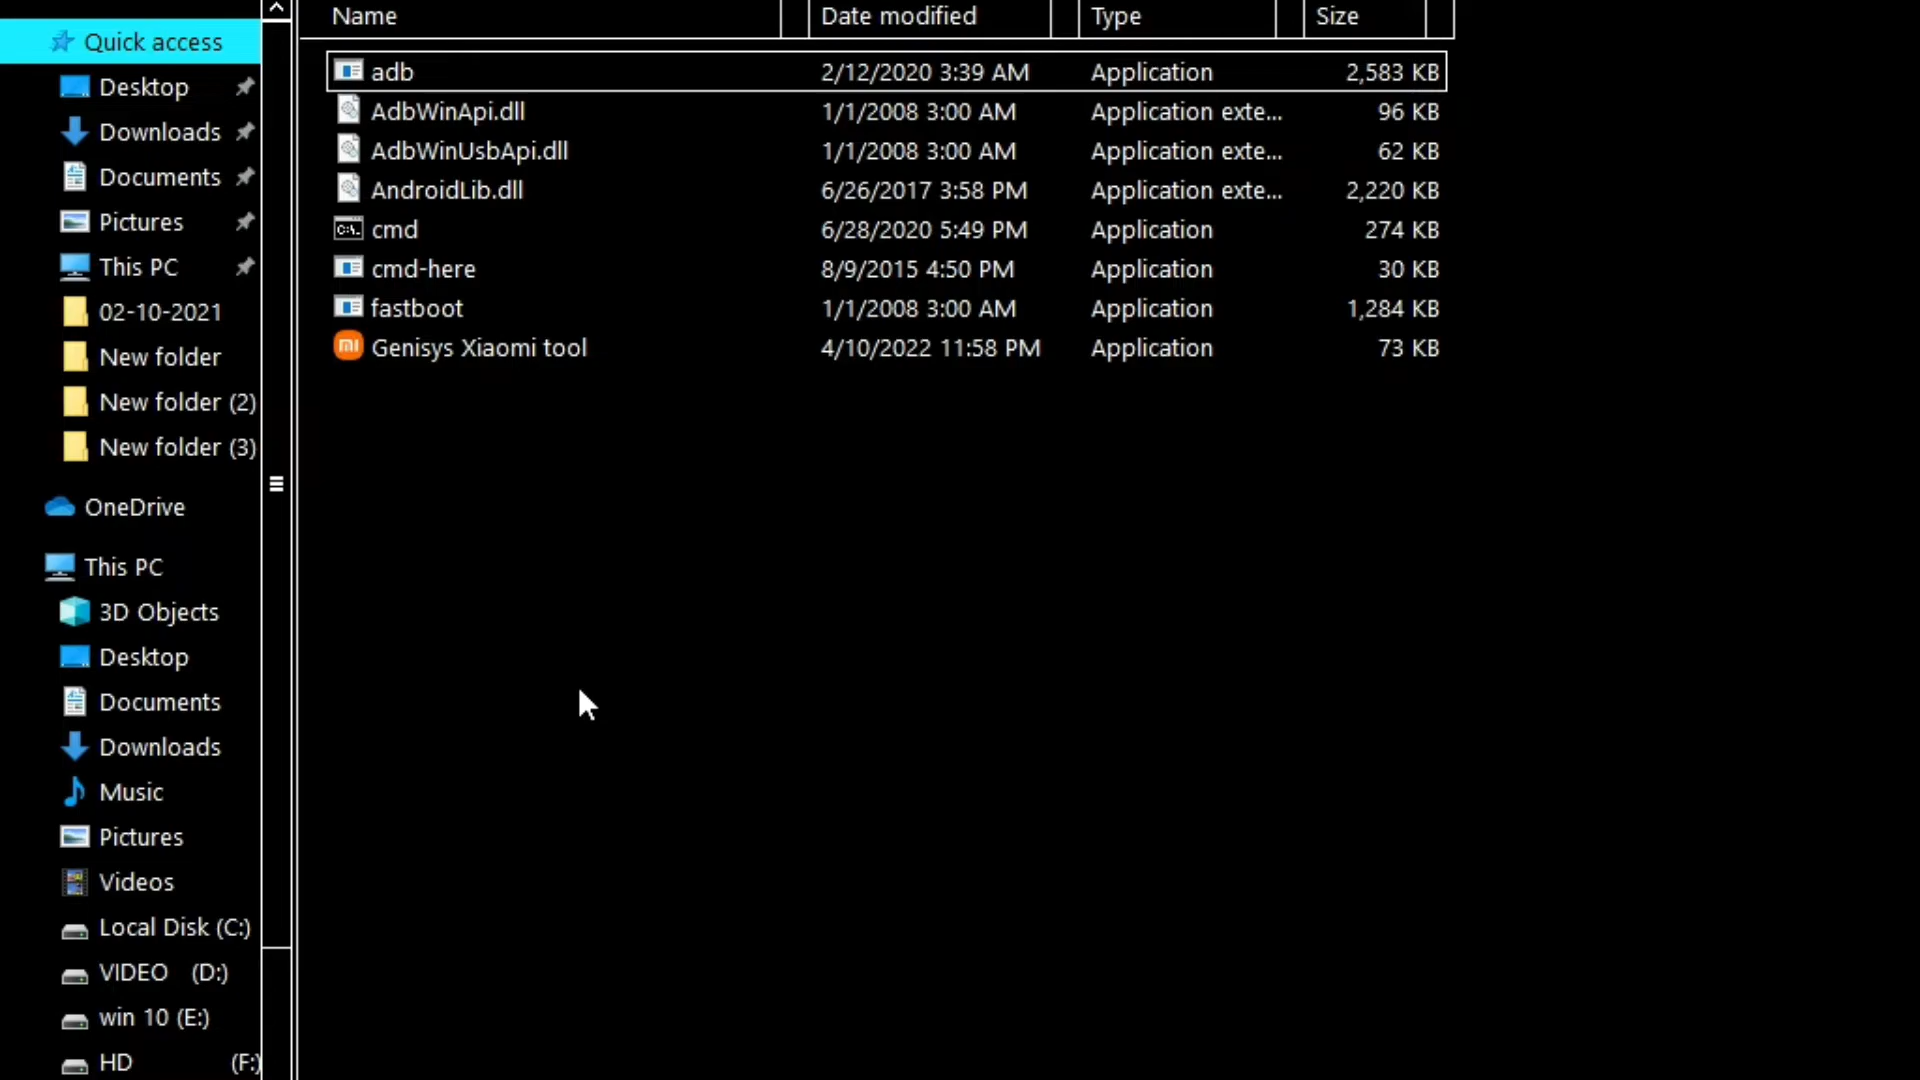 Name Date modified Type Size
Quick access
Desktop
Downloads
Documents
Pictures
This PC
02-10-2021
New folder
New folder (2)
New folder (3)
OneDrive
This PC
3D Objects
Desktop
Documents
Downloads
Music
Pictures
Videos
Local Disk (C:)
VIDEO (D:)
win 10 (E:)
HD (F:)
adb 2/12/2020 3:39 AM Application 2,583 KB
AdbWinApi.dll 1/1/2008 3:00 AM Application exte... 96 KB
AdbWinUsbApi.dll 1/1/2008 3:00 AM Application exte... 62 KB
AndroidLib.dll 6/26/2017 3:58 PM Application exte... 2,220 KB
cmd 6/28/2020 5:49 PM Application 274 KB
cmd-here 8/9/2015 4:50 PM Application 30 KB
fastboot 1/1/2008 3:00 AM Application 1,284 KB
Genisys Xiaomi tool 4/10/2022 11:58 PM Application 73 KB